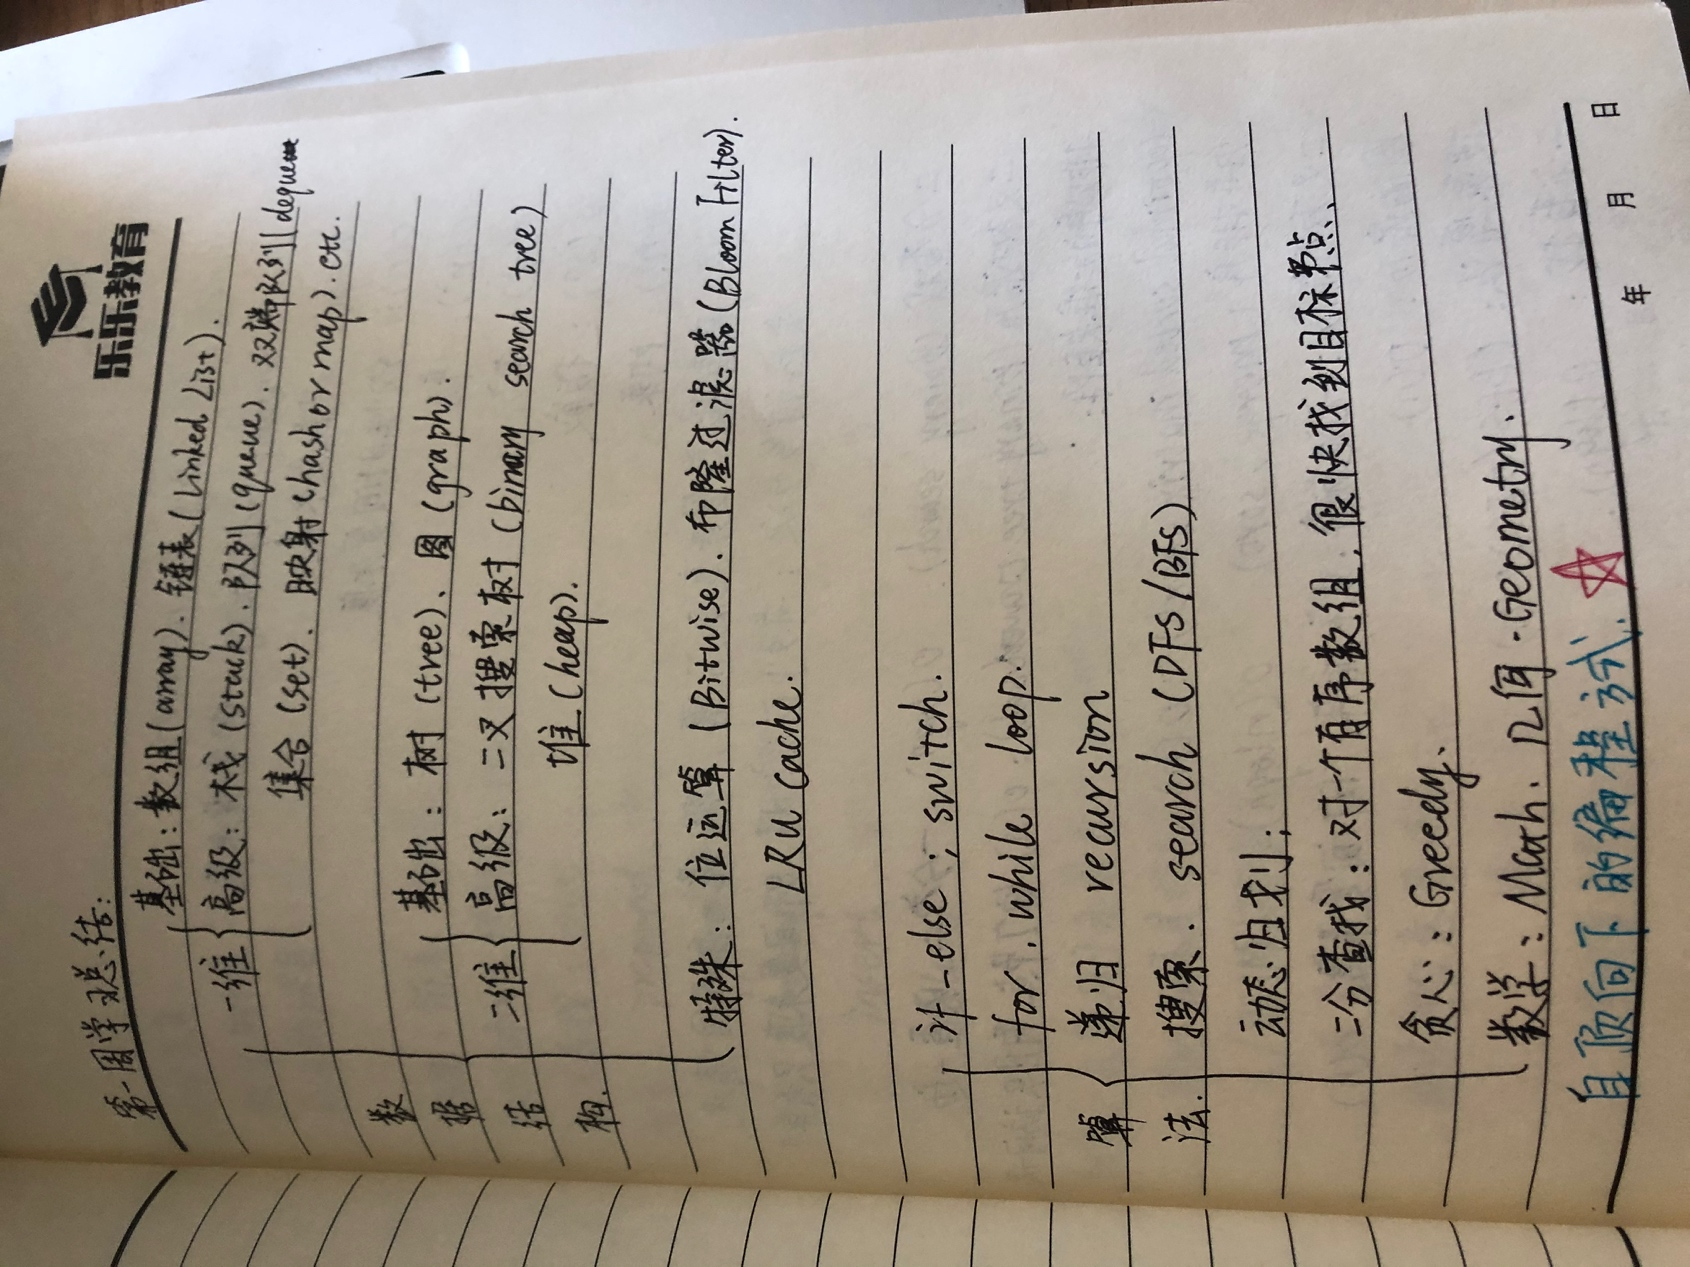 乐乐教育
第一周学习总结:
一维 基础:数组(array).链表(Linked List).
高级:栈(stack).队列(queue).双端队列(deque
集合(set)、映射(hash or map).etc.
数据结构.
二维 基础:树(tree)、图(graph).
高级:二叉搜索树(binary search tree)
堆(heap).
特殊:位运算(Bitwise).布隆过滤器(Bloom Filter).
LRU Cache.
算法.
if-else;switch.
for.while loop.
递归 recursion
搜索. search (DFS/BFS)
动态归划;
二分查找:对一个有序数组,很快找到目标节点、
贪心:Greedy、
数学:Math. 几何·Geometry.
自顶向下的编程方式.
年 月 日